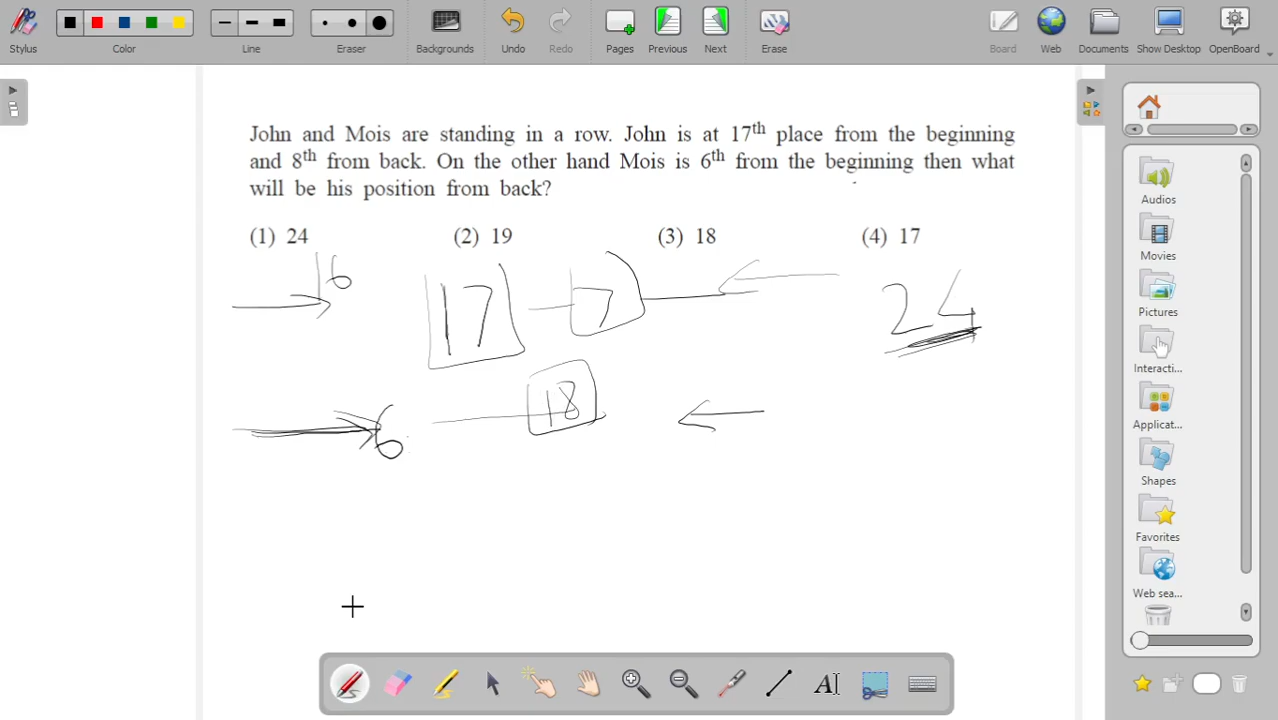 Stylus Color Line Eraser Backgrounds Undo Redo Pages Previous Next Erase Board Web Documents Show Desktop OpenBoard
John and Mois are standing in a row. John is at 17th place from the beginning
and 8th from back. On the other hand Mois is 6th from the beginning then what
will be his position from back?
(1) 24 (2) 19 (3) 18 (4) 17
16 17 7 24
6 18
Audios
Movies
Pictures
Interacti...
Applicat...
Shapes
Favorites
Web sea...